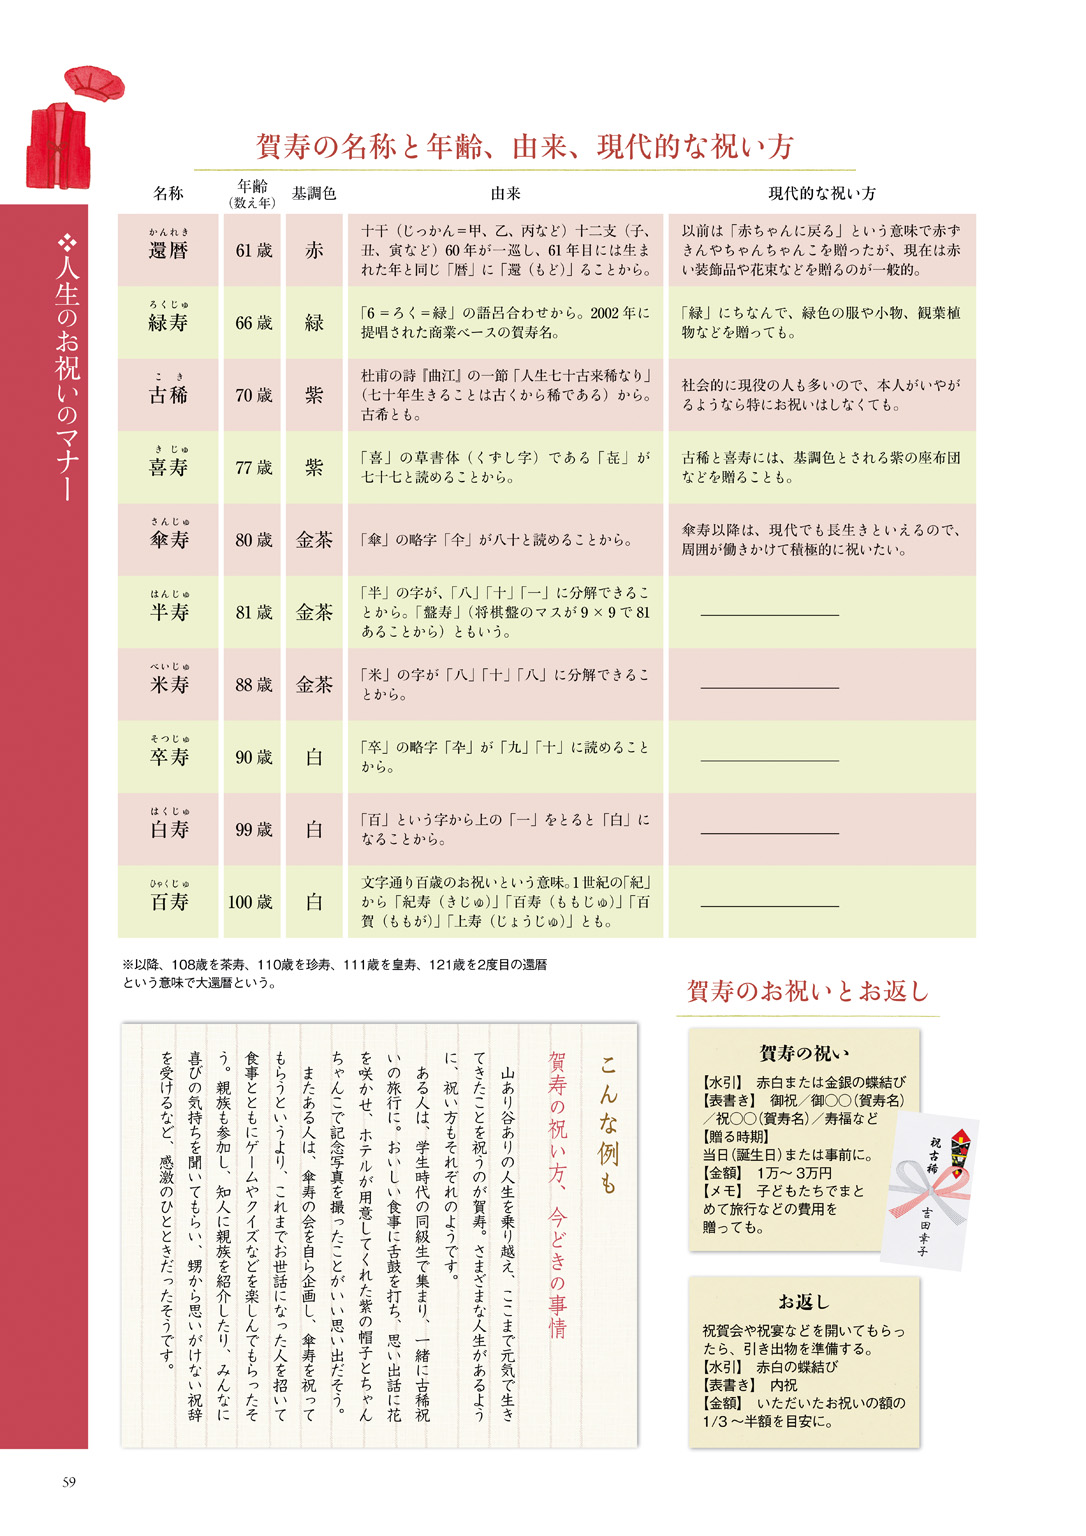 ❖人生のお祝いのマナー
賀寿の名称と年齢、由来、現代的な祝い方
名称
年齢
(数え年)
基調色
由来
現代的な祝い方
かんれき
還暦
61 歳
赤
十干（じっかん＝甲、乙、丙など）十二支（子、
丑、寅など）60 年が一巡し、61 年目には生ま
れた年と同じ「暦」に「還（もど）」ることから。
以前は「赤ちゃんに戻る」という意味で赤ず
きんやちゃんちゃんこを贈ったが、現在は赤
い装飾品や花束などを贈るのが一般的。
ろくじゅ
緑寿
66 歳
緑
「6 ＝ろく＝緑」の語呂合わせから。2002 年に
提唱された商業ベースの賀寿名。
「緑」にちなんで、緑色の服や小物、観葉植
物などを贈っても。
こき
古稀
70 歳
紫
杜甫の詩『曲江』の一節「人生七十古来稀なり」
（七十年生きることは古くから稀である）から。
古希とも。
社会的に現役の人も多いので、本人がいやが
るようなら特にお祝いはしなくても。
きじゅ
喜寿
77 歳
紫
「喜」の草書体（くずし字）である「㐂」が
七十七と読めることから。
古稀と喜寿には、基調色とされる紫の座布団
などを贈ることも。
さんじゅ
傘寿
80 歳
金茶
「傘」の略字「仐」が八十と読めることから。
傘寿以降は、現代でも長生きといえるので、
周囲が働きかけて積極的に祝いたい。
はんじゅ
半寿
81 歳
金茶
「半」の字が、「八」「十」「一」に分解できるこ
とから。「盤寿」（将棋盤のマスが 9 × 9 で 81
あることから）ともいう。
べいじゅ
米寿
88 歳
金茶
「米」の字が「八」「十」「八」に分解できるこ
とから。
そつじゅ
卒寿
90 歳
白
「卒」の略字「卆」が「九」「十」に読めること
から。
はくじゅ
白寿
99 歳
白
「百」という字から上の「一」をとると「白」に
なることから。
ひゃくじゅ
百寿
100 歳
白
文字通り百歳のお祝いという意味。1 世紀の「紀」
から「紀寿（きじゅ）」「百寿（ももじゅ）」「百
賀（ももが）」「上寿（じょうじゅ）」とも。
※以降、108歳を茶寿、110歳を珍寿、111歳を皇寿、121歳を2度目の還暦
という意味で大還暦という。
こんな例も
賀寿の祝い方、今どきの事情
山あり谷ありの人生を乗り越え、ここまで元気で生き
てきたことを祝うのが賀寿。さまざまな人生があるよう
に、祝い方もそれぞれのようです。
ある人は、学生時代の同級生で集まり、一緒に古稀祝
いの旅行に。おいしい食事に舌鼓を打ち、思い出話に花
を咲かせ、ホテルが用意してくれた紫の帽子とちゃん
ちゃんこで記念写真を撮ったことがいい思い出だそう。
またある人は、傘寿の会を自ら企画し、傘寿を祝って
もらうというより、これまでお世話になった人を招いて
食事とともにゲームやクイズなどを楽しんでもらったそ
う。親族も参加し、知人に親族を紹介したり、みんなに
喜びの気持ちを聞いてもらい、甥から思いがけない祝辞
を受けるなど、感激のひとときだったそうです。
賀寿のお祝いとお返し
賀寿の祝い
【水引】 赤白または金銀の蝶結び
【表書き】 御祝／御〇〇（賀寿名）
／祝〇〇（賀寿名）／寿福など
【贈る時期】
当日（誕生日）または事前に。
【金額】 1万～3万円
【メモ】 子どもたちでまと
めて旅行などの費用を
贈っても。
祝古稀
吉田幸子
お返し
祝賀会や祝宴などを開いてもらっ
たら、引き出物を準備する。
【水引】 赤白の蝶結び
【表書き】 内祝
【金額】 いただいたお祝いの額の
1/3 ～半額を目安に。
59